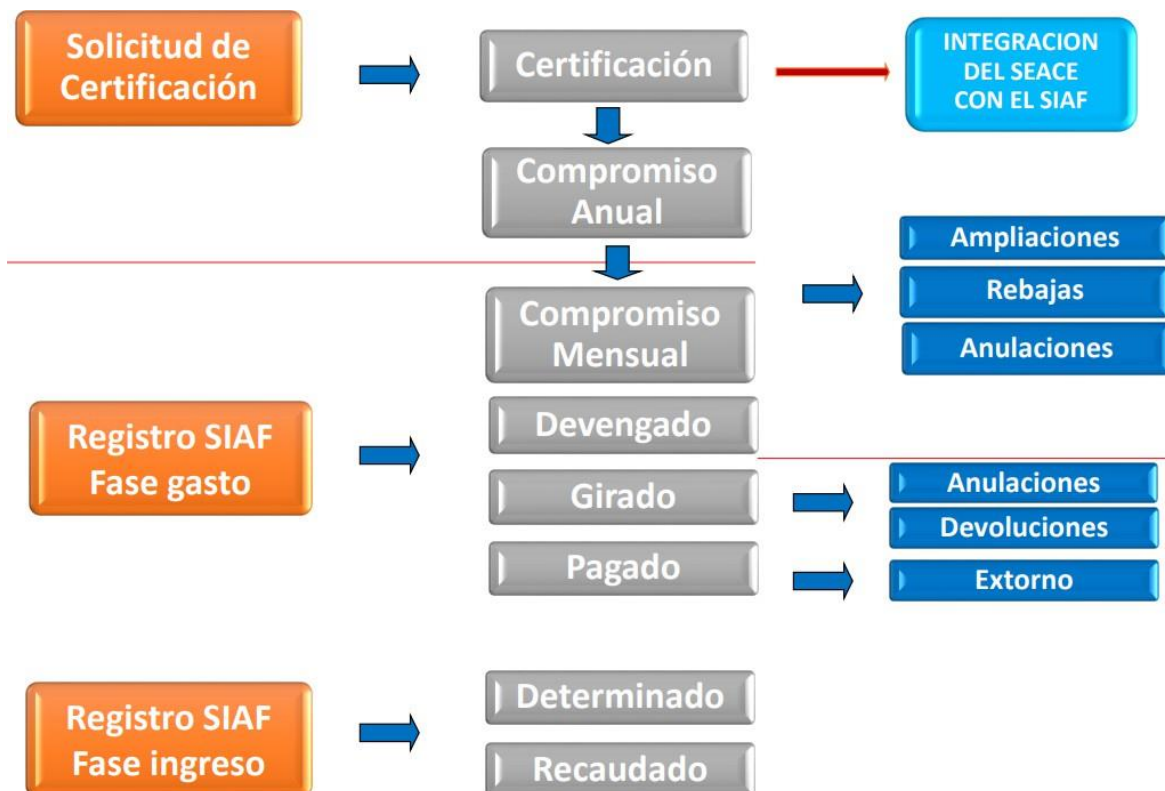 Solicitud de
Certificación
Certificación
INTEGRACION
DEL SEACE
CON EL SIAF
Compromiso
Anual
Ampliaciones
Rebajas
Anulaciones
Compromiso
Mensual
Registro SIAF
Fase gasto
Devengado
Girado
Pagado
Anulaciones
Devoluciones
Extorno
Registro SIAF
Fase ingreso
Determinado
Recaudado